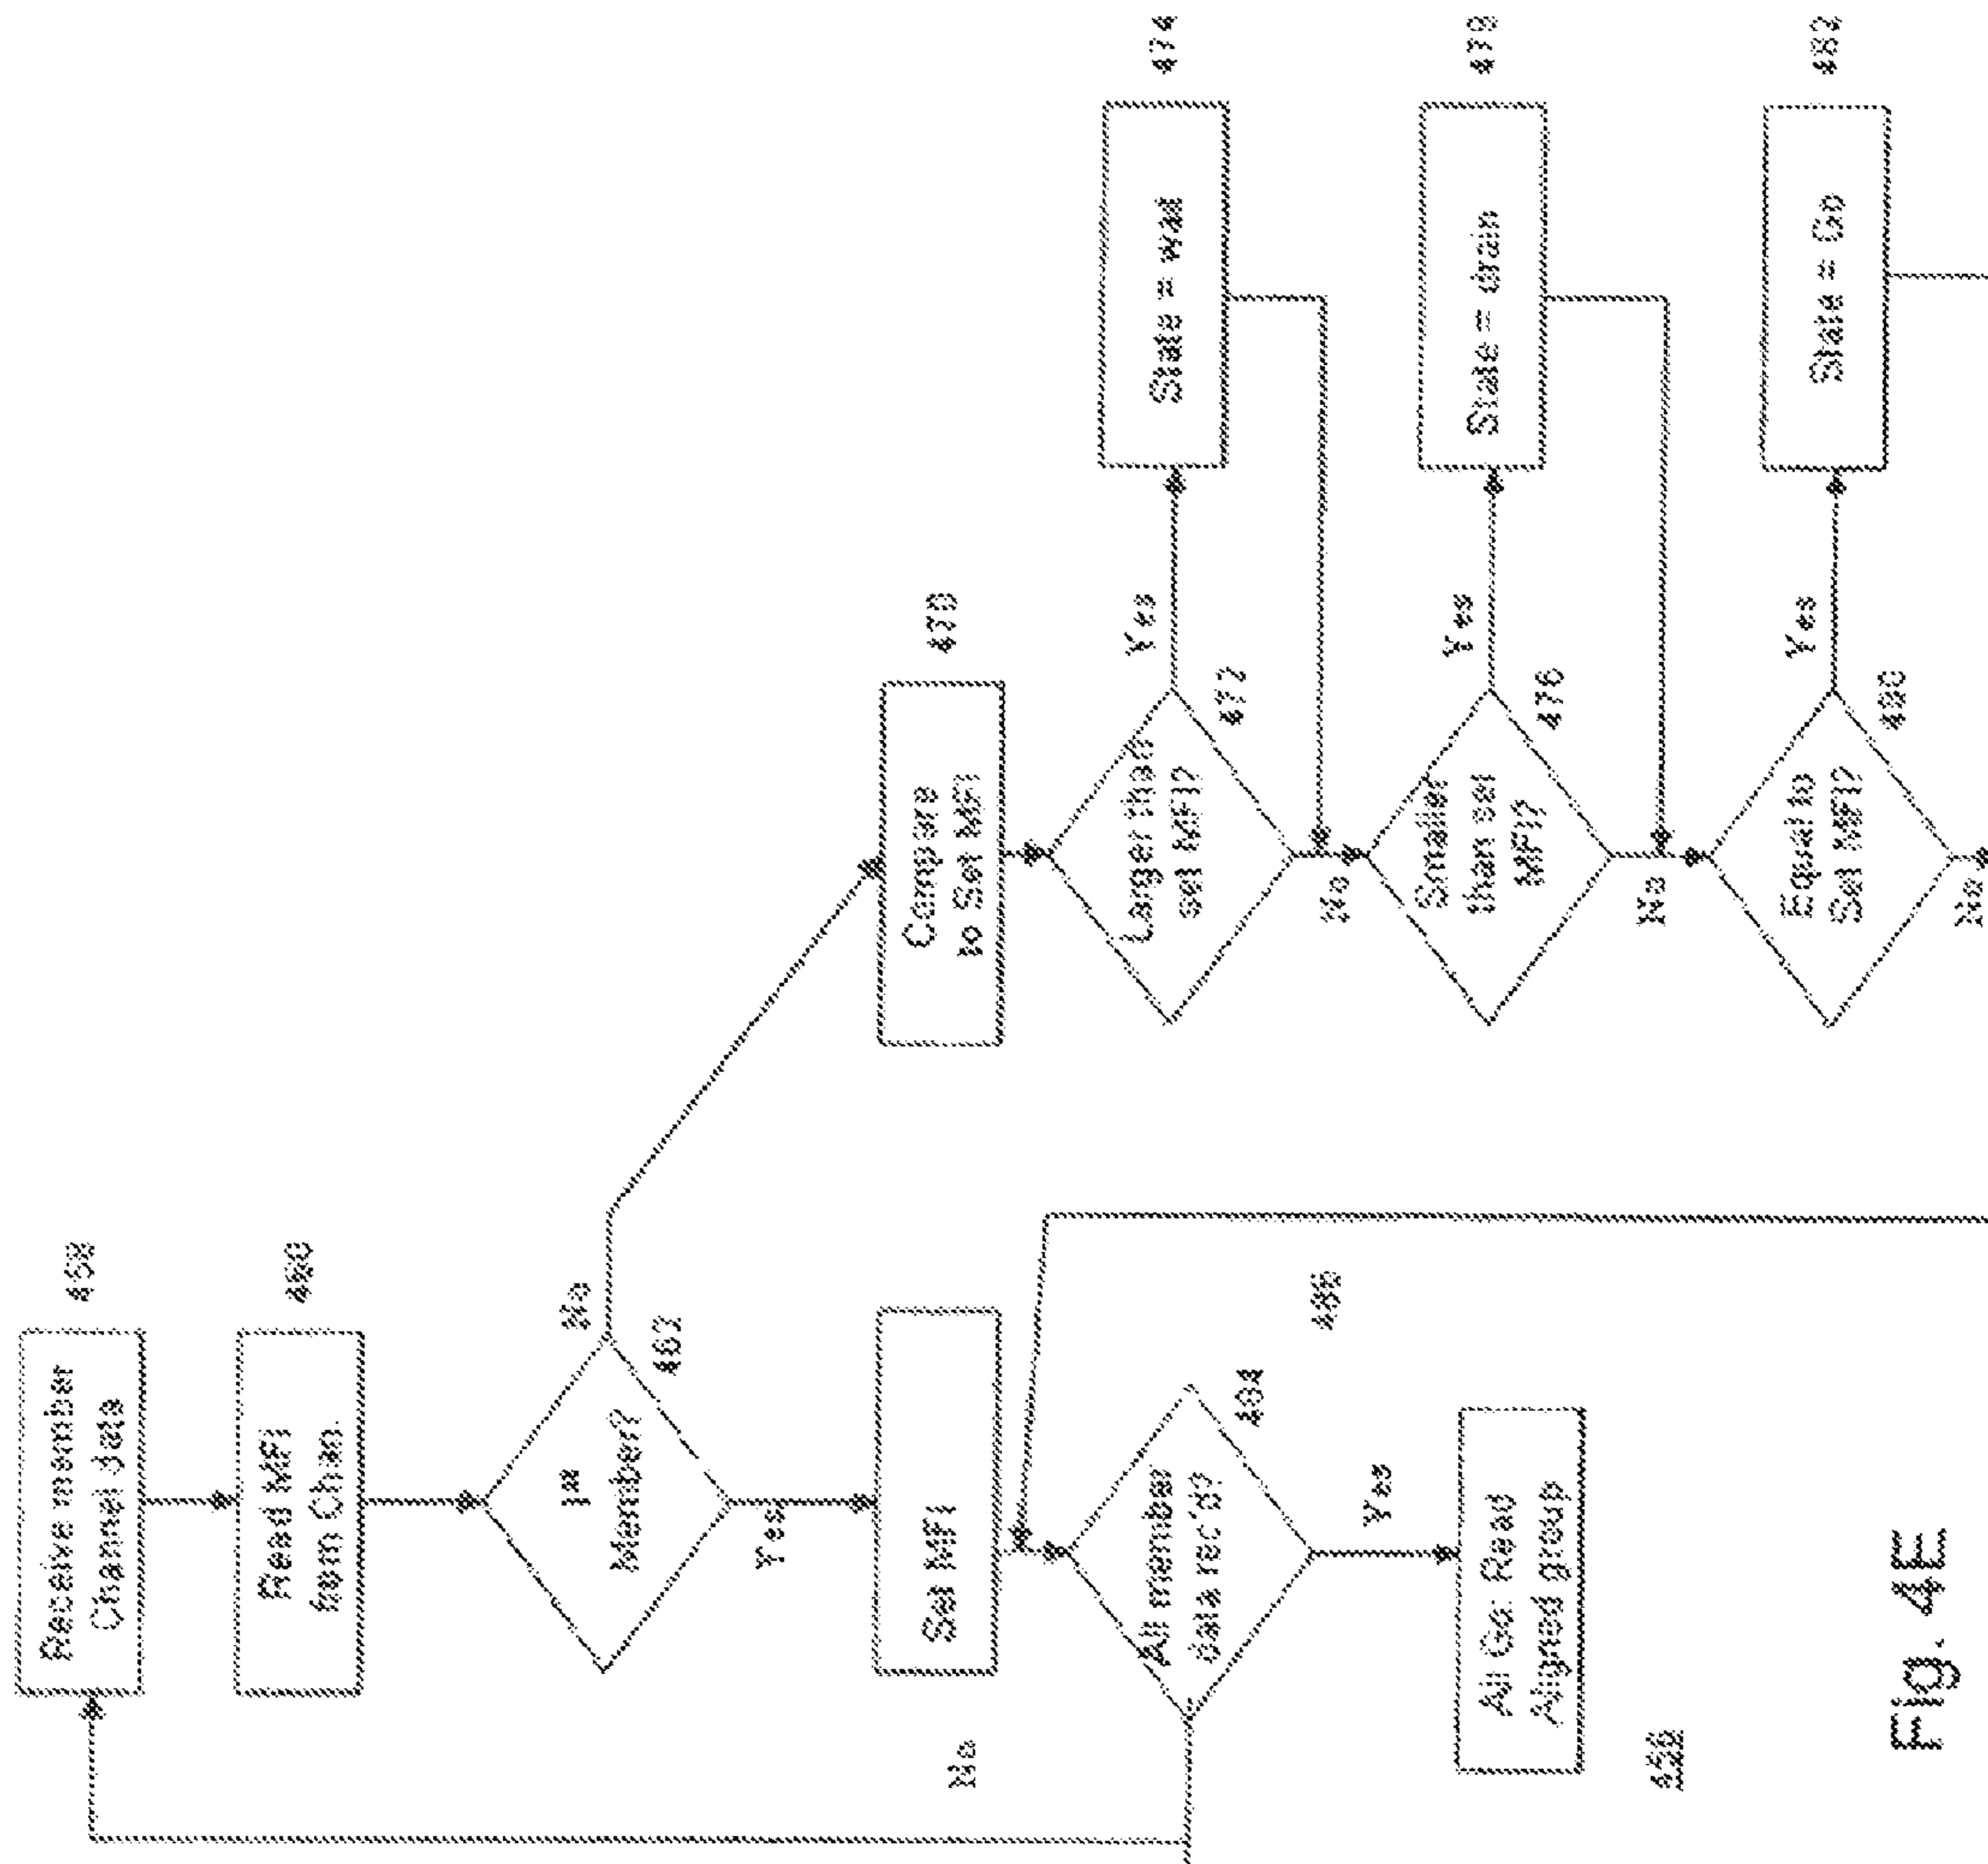 Receive member
Channel data
458
Read MFI
from Chan.
460
1st
Member?
462
No
Yes
Set MFI
All member
data rec'd?
464
No
Yes
466
All Go: Read
Aligned group
Compare
to Set MFI
470
Larger than
set MFI?
472
Yes
No
State = wait
474
Smaller
than set
MFI?
476
Yes
No
State = drain
Equal to
Set MFI?
480
Yes
No
State = Go
482
Fig. 4E